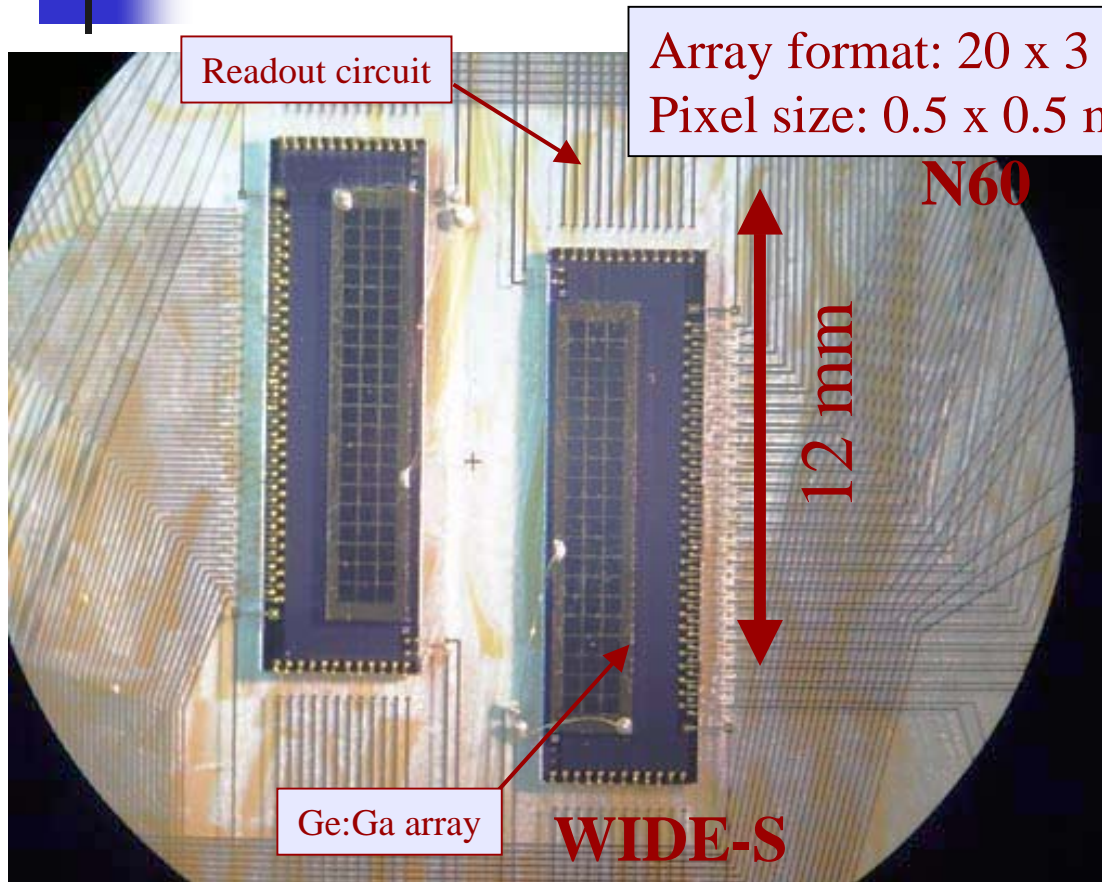 Readout circuit
Array format: 20 x 3
Pixel size: 0.5 x 0.5
N60
12 mm
Ge:Ga array
WIDE-S